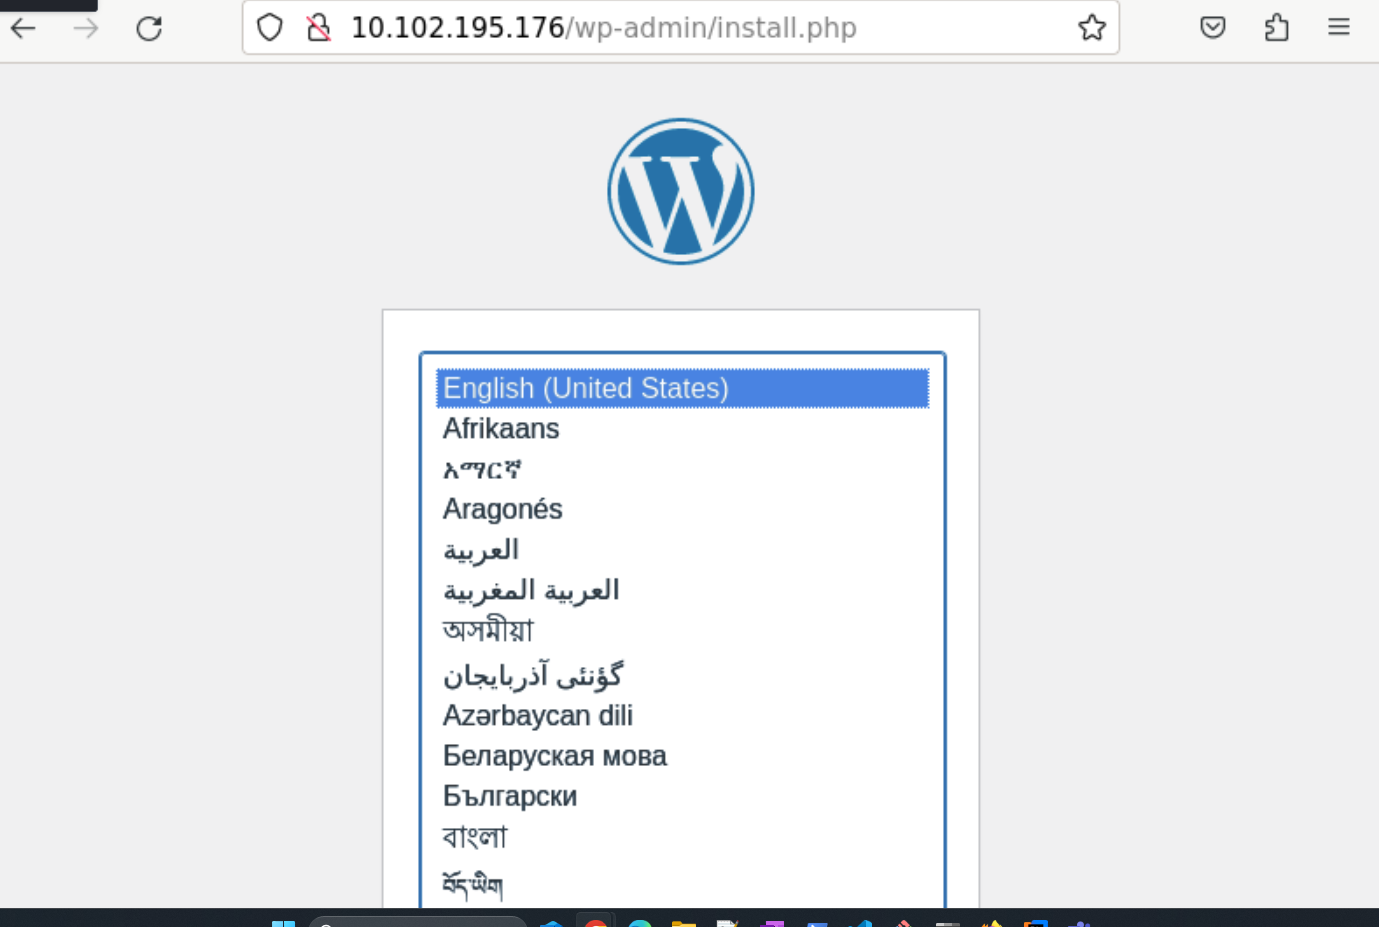 10.102.195.176/wp-admin/install.php
English (United States)
Afrikaans
አማርኛ
Aragonés
العربية
العربية المغربية
অসমীয়া
گؤنئی آذربایجان
Azərbaycan dili
Беларуская мова
Български
বাংলা
བོད་ཡིག